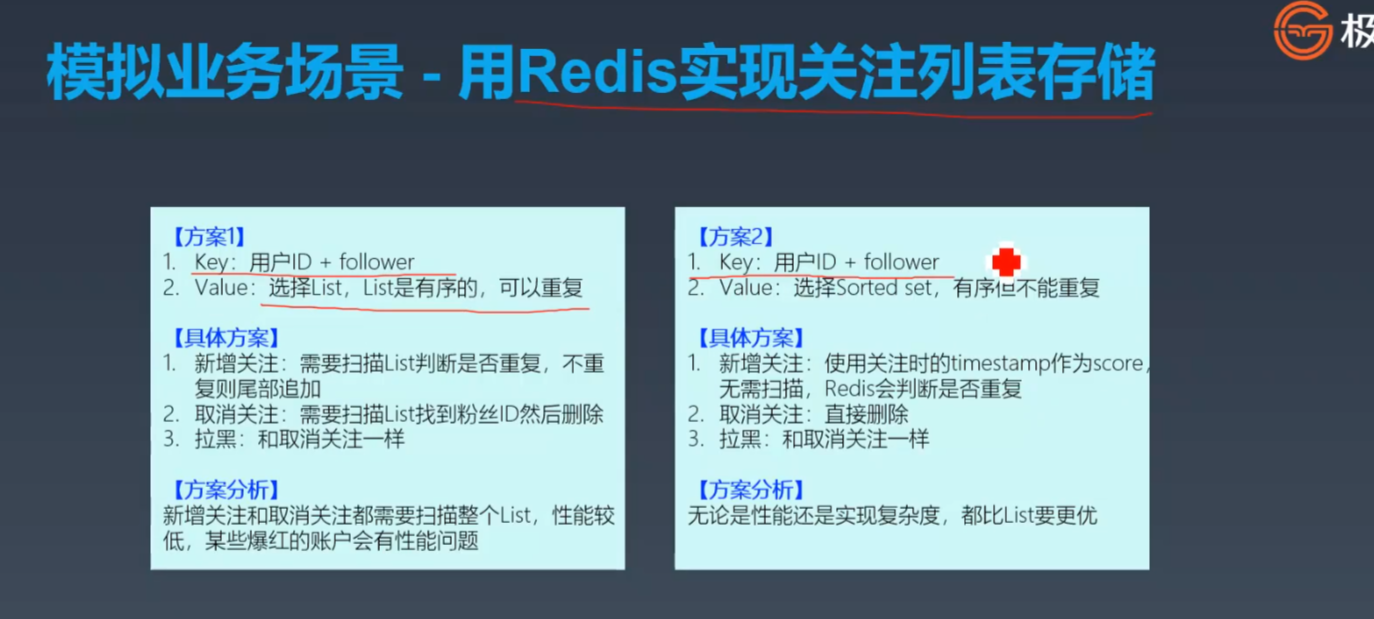 模拟业务场景 - 用Redis实现关注列表存储
极
【方案1】
1. Key：用户ID + follower
2. Value：选择List，List是有序的，可以重复
【具体方案】
1. 新增关注：需要扫描List判断是否重复，不重
复则尾部追加
2. 取消关注：需要扫描List找到粉丝ID然后删除
3. 拉黑：和取消关注一样
【方案分析】
新增关注和取消关注都需要扫描整个List，性能较
低，某些爆红的账户会有性能问题
【方案2】
1. Key：用户ID + follower
2. Value：选择Sorted set，有序但不能重复
【具体方案】
1. 新增关注：使用关注时的timestamp作为score，
无需扫描，Redis会判断是否重复
2. 取消关注：直接删除
3. 拉黑：和取消关注一样
【方案分析】
无论是性能还是实现复杂度，都比List要更优